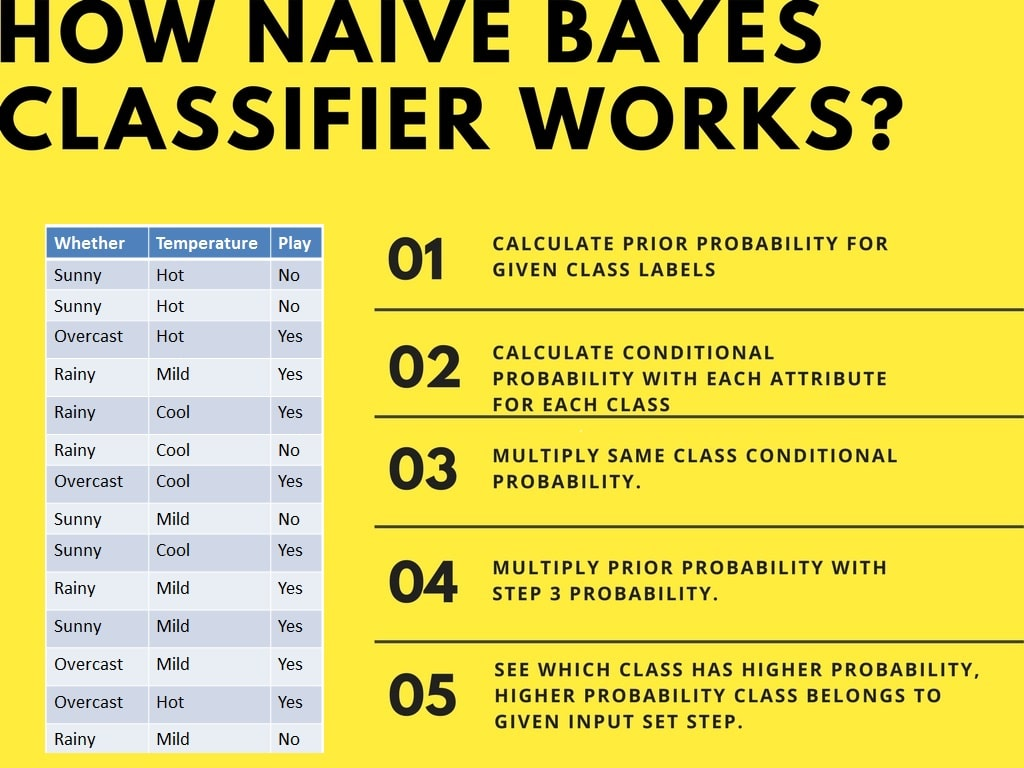 HOW NAIVE BAYES
CLASSIFIER WORKS?
Whether Temperature Play
Sunny Hot No
Sunny Hot No
Overcast Hot Yes
Rainy Mild Yes
Rainy Cool Yes
Rainy Cool No
Overcast Cool Yes
Sunny Mild No
Sunny Cool Yes
Rainy Mild Yes
Sunny Mild Yes
Overcast Mild Yes
Overcast Hot Yes
Rainy Mild No
01
CALCULATE PRIOR PROBABILITY FOR
GIVEN CLASS LABELS
02
CALCULATE CONDITIONAL
PROBABILITY WITH EACH ATTRIBUTE
FOR EACH CLASS
03
MULTIPLY SAME CLASS CONDITIONAL
PROBABILITY.
04
MULTIPLY PRIOR PROBABILITY WITH
STEP 3 PROBABILITY.
05
SEE WHICH CLASS HAS HIGHER PROBABILITY,
HIGHER PROBABILITY CLASS BELONGS TO
GIVEN INPUT SET STEP.